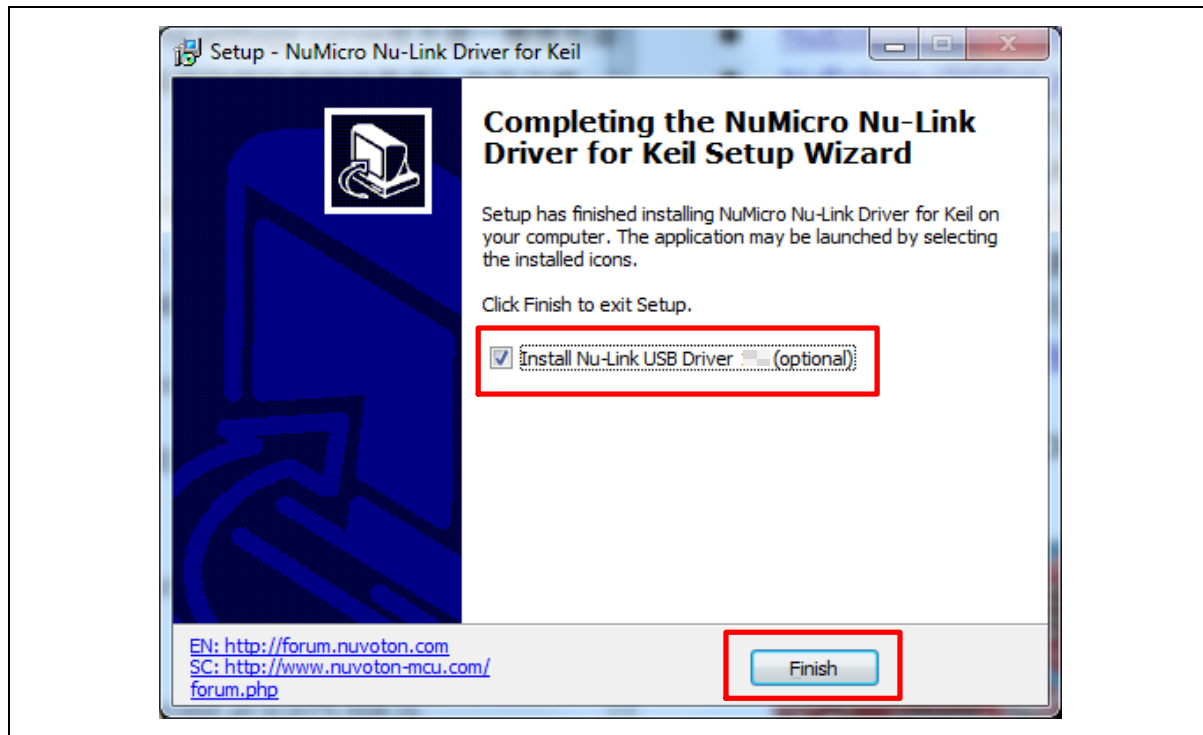 Setup - NuMicro Nu-Link Driver for Keil
Completing the NuMicro Nu-Link
Driver for Keil Setup Wizard
Setup has finished installing NuMicro Nu-Link Driver for Keil on
your computer. The application may be launched by selecting
the installed icons.
Click Finish to exit Setup.
Install Nu-Link USB Driver (optional)
EN: http://forum.nuvoton.com
SC: http://www.nuvoton-mcu.com/
forum.php
Finish